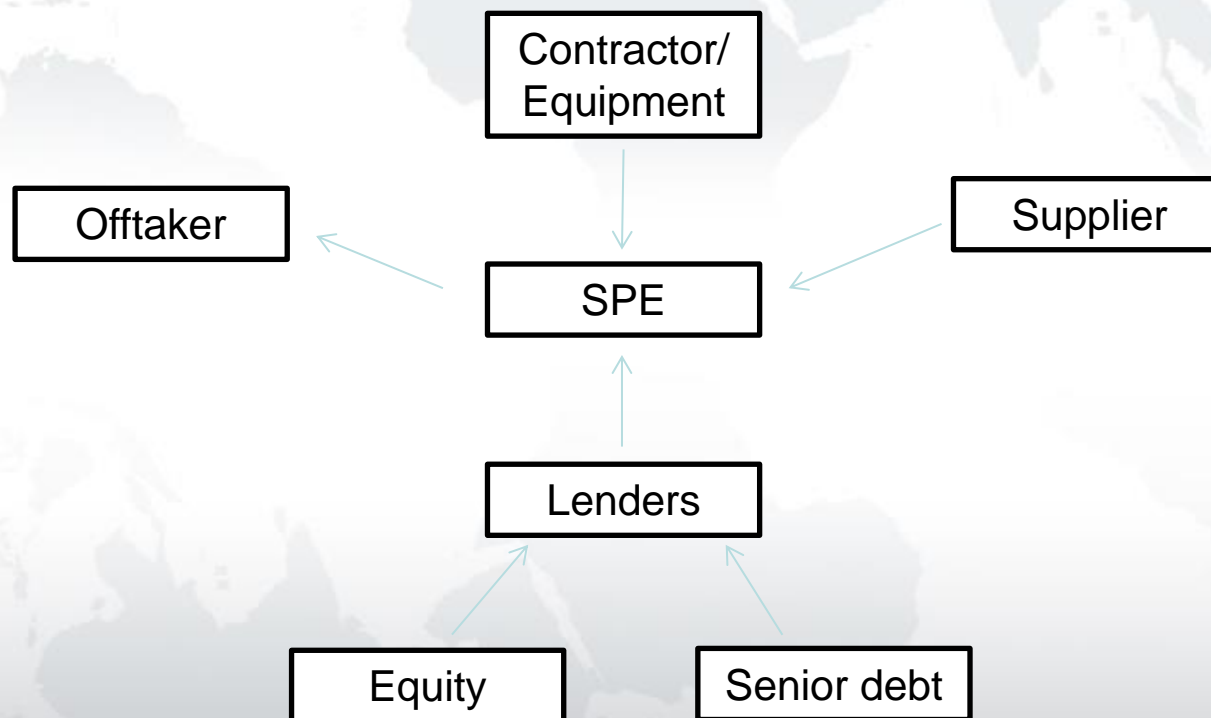 Contractor/
Equipment
Offtaker
Supplier
SPE
Lenders
Equity
Senior debt